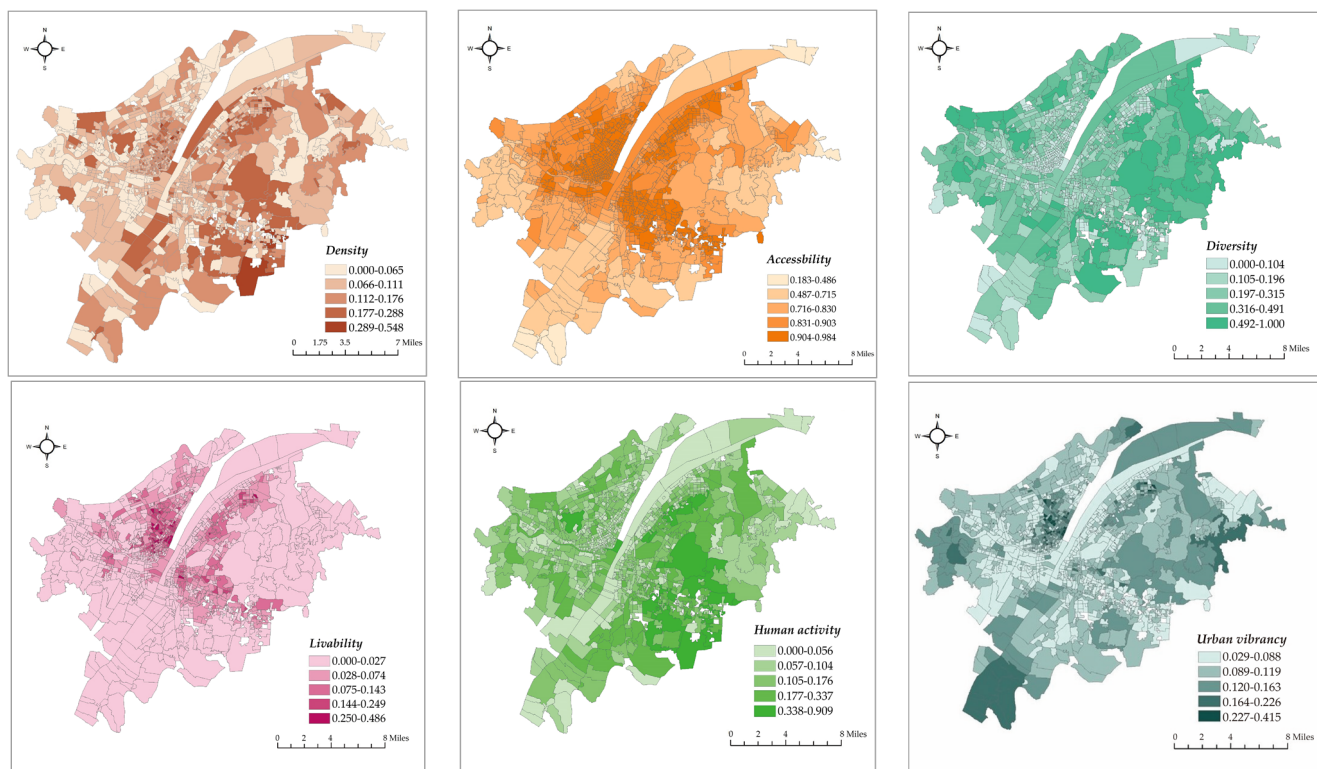 N
W E
S
Density
0.000-0.065
0.066-0.111
0.112-0.176
0.177-0.288
0.289-0.548
0 1.75 3.5 7 Miles
N
W E
S
Accessbility
0.183-0.486
0.487-0.715
0.716-0.830
0.831-0.903
0.904-0.984
0 2 4 8 Miles
N
W E
S
Diversity
0.000-0.104
0.105-0.196
0.197-0.315
0.316-0.491
0.492-1.000
0 2 4 8 Miles
N
W E
S
Livability
0.000-0.027
0.028-0.074
0.075-0.143
0.144-0.249
0.250-0.486
0 2 4 8 Miles
N
W E
S
Human activity
0.000-0.056
0.057-0.104
0.105-0.176
0.177-0.337
0.338-0.909
0 2 4 8 Miles
N
W E
S
Urban vibrancy
0.029-0.088
0.089-0.119
0.120-0.163
0.164-0.226
0.227-0.415
0 2 4 8 Miles